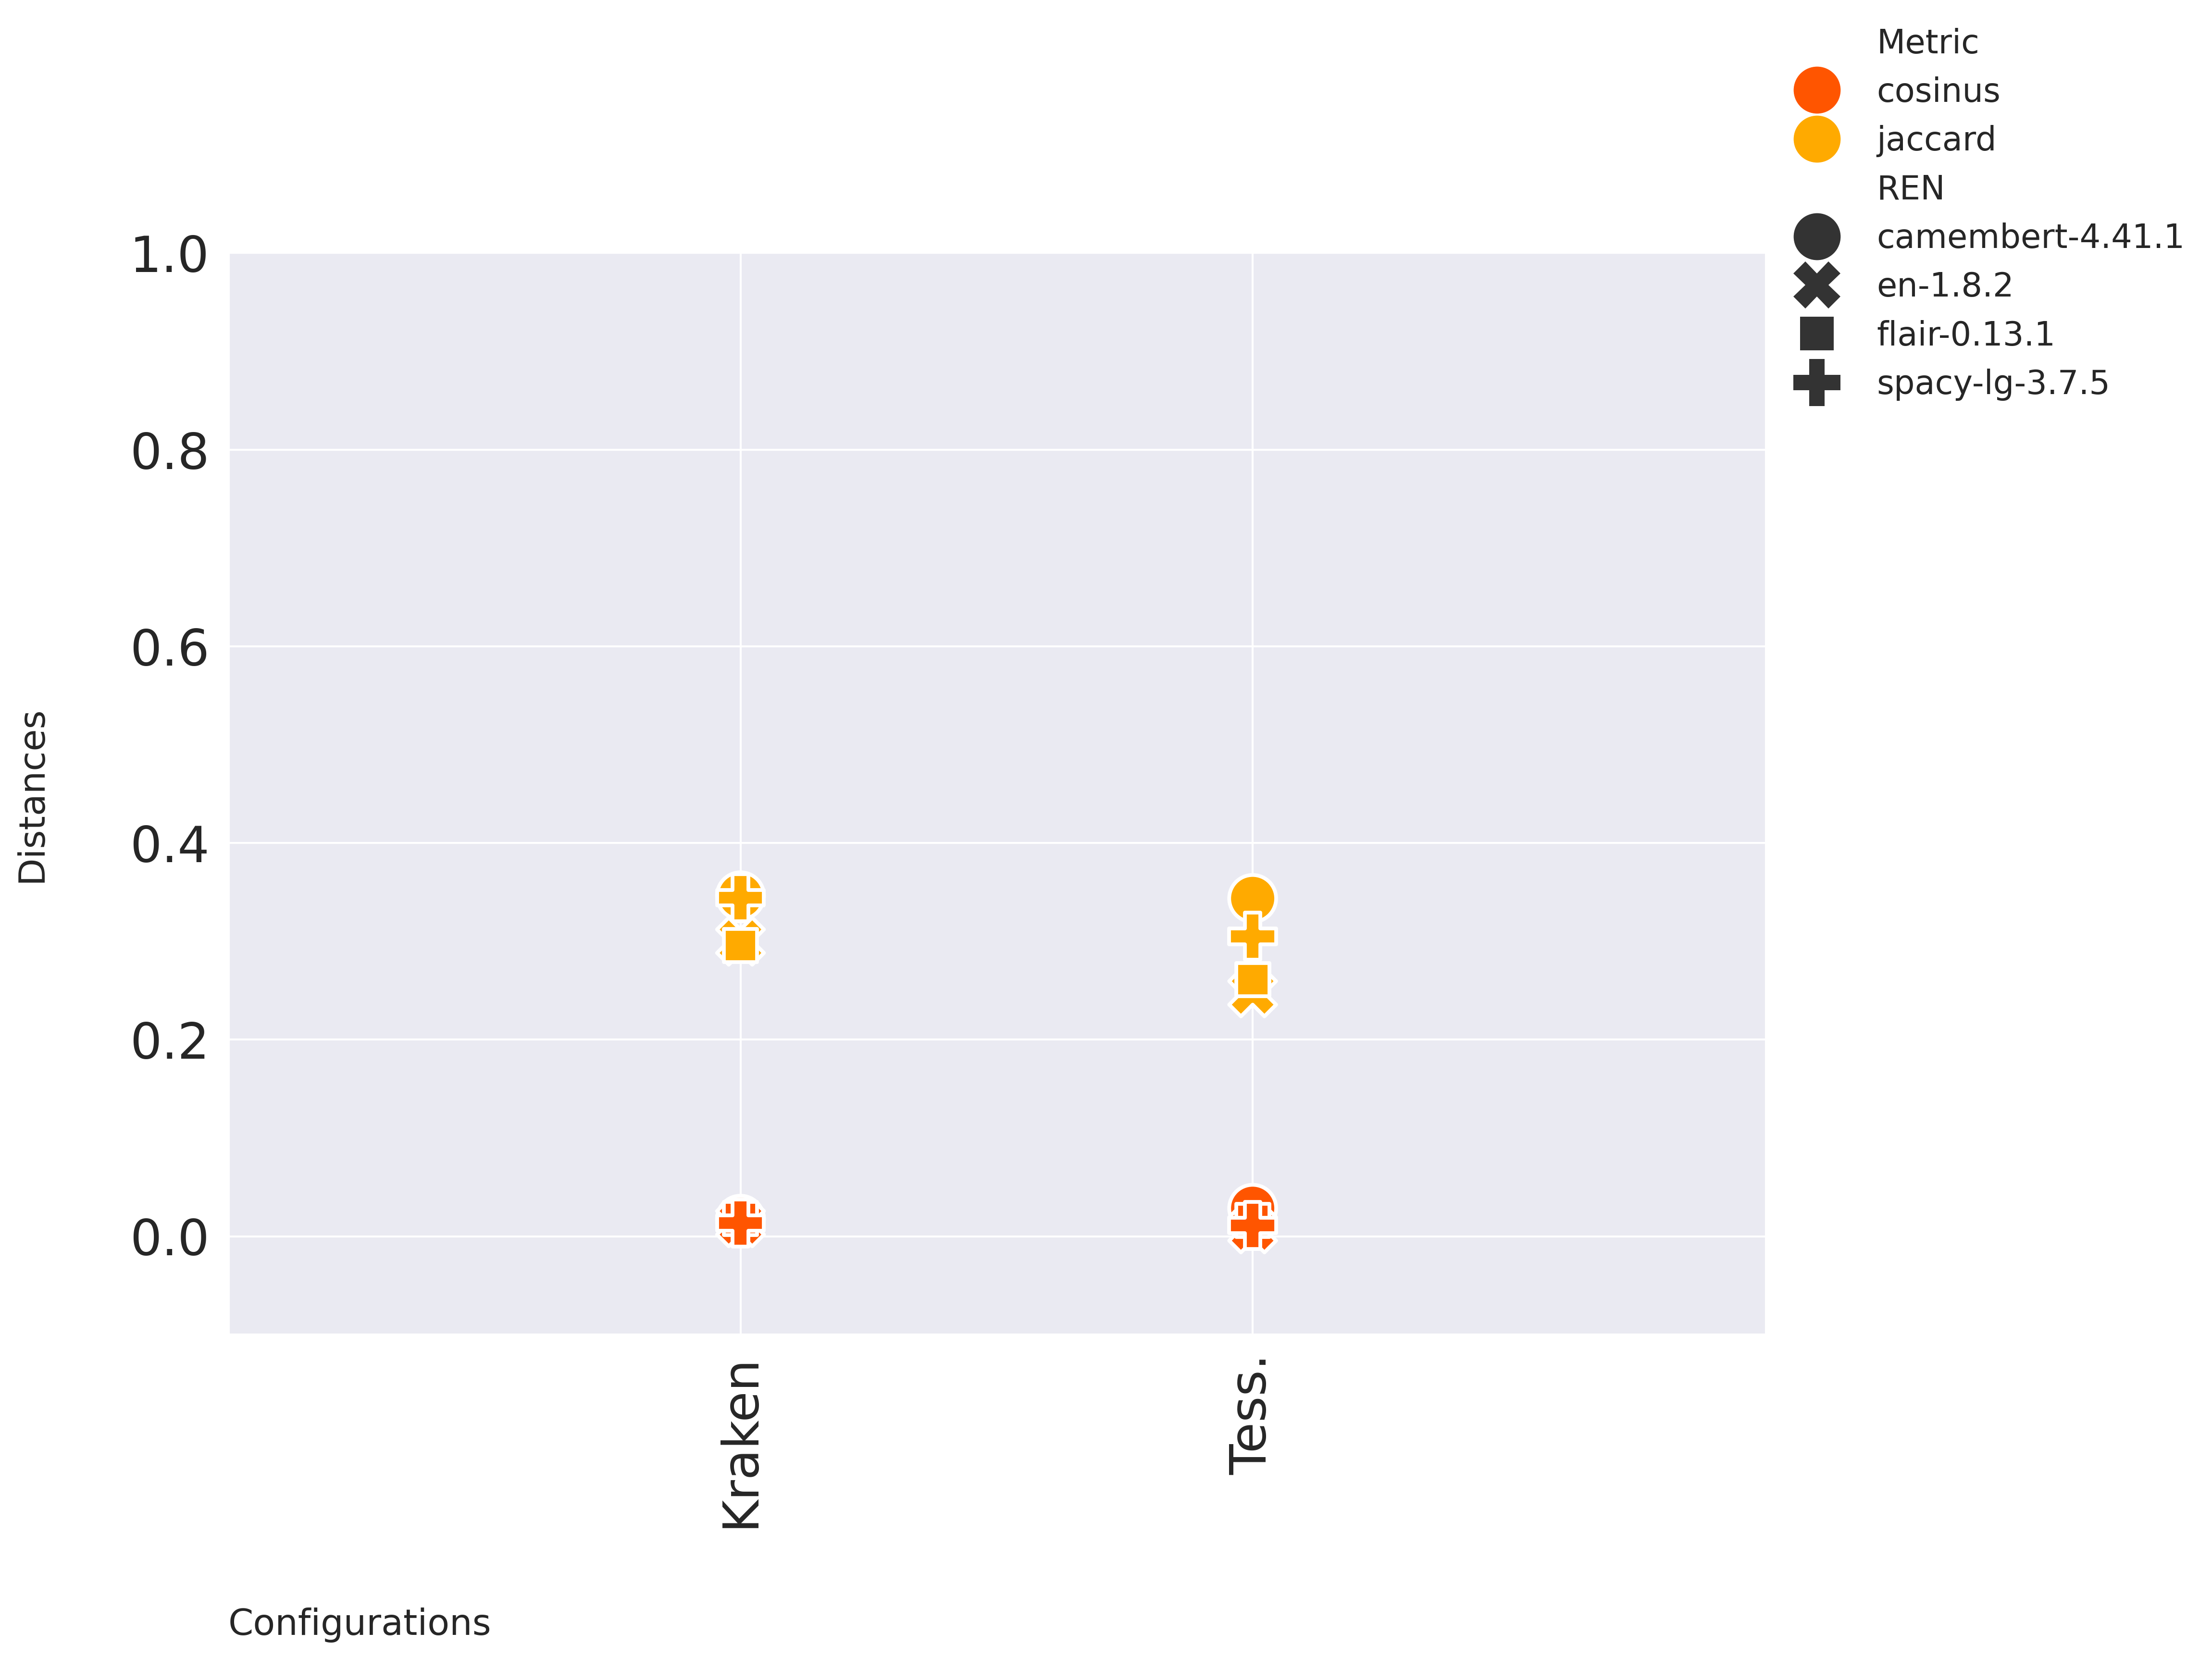 Metric
cosinus
jaccard
REN
camembert-4.41.1
en-1.8.2
flair-0.13.1
spacy-lg-3.7.5
1.0
0.8
0.6
0.4
0.2
0.0
Distances
Kraken
Tess.
Configurations